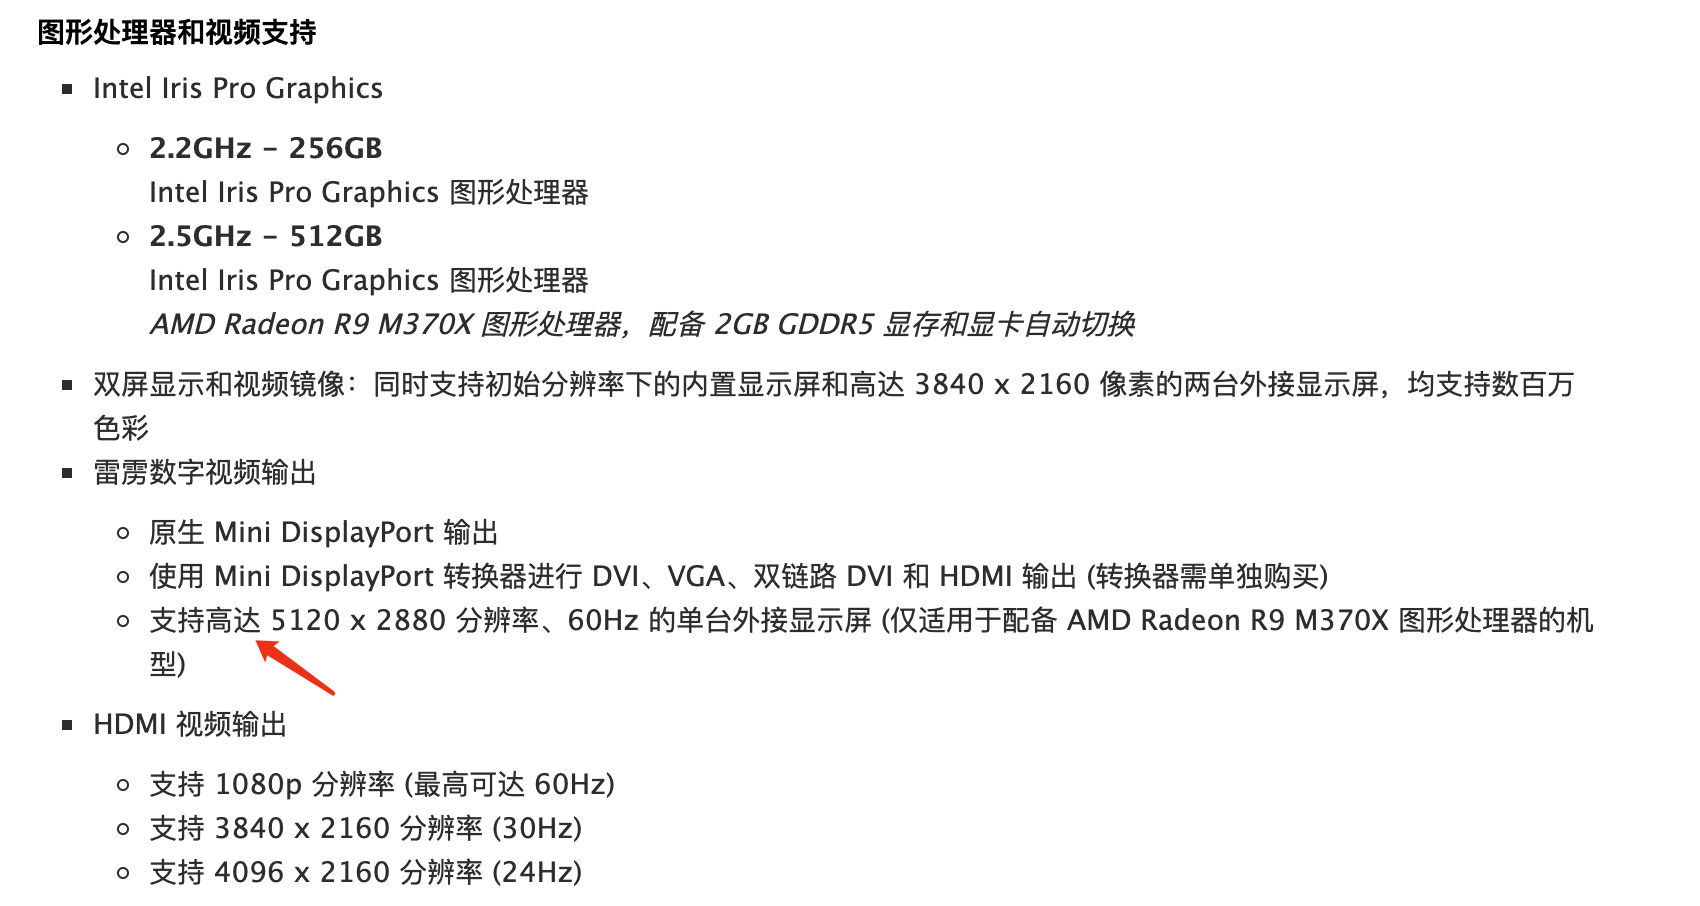 图形处理器和视频支持
Intel Iris Pro Graphics
2.2GHz - 256GB
Intel Iris Pro Graphics 图形处理器
2.5GHz - 512GB
Intel Iris Pro Graphics 图形处理器
AMD Radeon R9 M370X 图形处理器，配备 2GB GDDR5 显存和显卡自动切换
双屏显示和视频镜像：同时支持初始分辨率下的内置显示屏和高达 3840 x 2160 像素的两台外接显示屏，均支持数百万
色彩
雷雳数字视频输出
原生 Mini DisplayPort 输出
使用 Mini DisplayPort 转换器进行 DVI、VGA、双链路 DVI 和 HDMI 输出 (转换器需单独购买)
支持高达 5120 x 2880 分辨率、60Hz 的单台外接显示屏 (仅适用于配备 AMD Radeon R9 M370X 图形处理器的机
型)
HDMI 视频输出
支持 1080p 分辨率 (最高可达 60Hz)
支持 3840 x 2160 分辨率 (30Hz)
支持 4096 x 2160 分辨率 (24Hz)